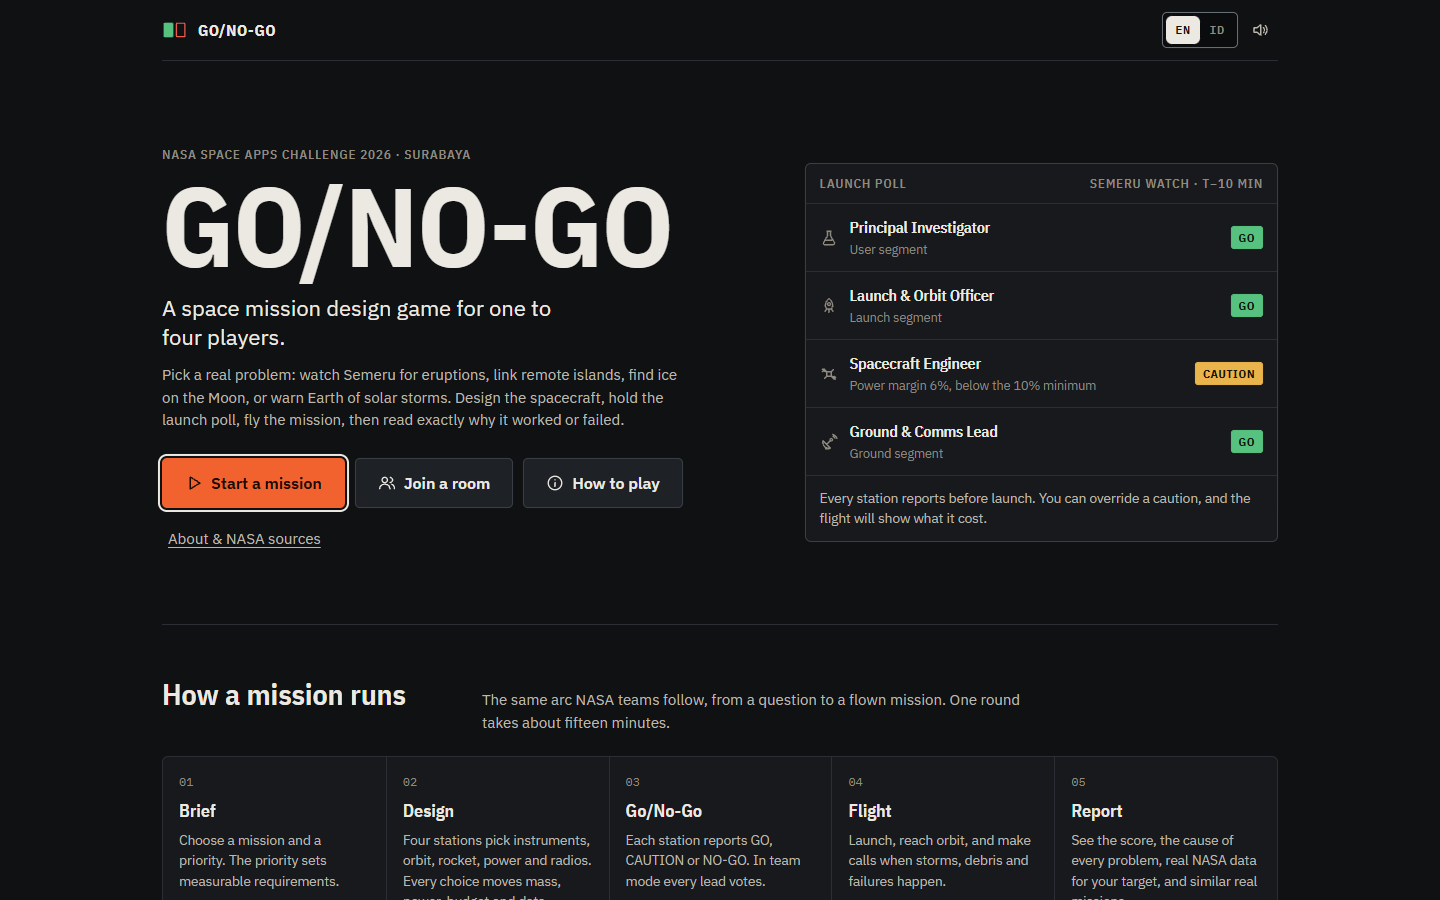 GO/NO-GO
EN ID
NASA SPACE APPS CHALLENGE 2026 · SURABAYA
GO/NO-GO
A space mission design game for one to
four players.
Pick a real problem: watch Semeru for eruptions, link remote islands, find ice
on the Moon, or warn Earth of solar storms. Design the spacecraft, hold the
launch poll, fly the mission, then read exactly why it worked or failed.
Start a mission
Join a room
How to play
About & NASA sources
LAUNCH POLL
SEMERU WATCH · T–10 MIN
Principal Investigator
User segment
GO
Launch & Orbit Officer
Launch segment
GO
Spacecraft Engineer
Power margin 6%, below the 10% minimum
CAUTION
Ground & Comms Lead
Ground segment
GO
Every station reports before launch. You can override a caution, and the
flight will show what it cost.
How a mission runs
The same arc NASA teams follow, from a question to a flown mission. One round
takes about fifteen minutes.
01
Brief
Choose a mission and a
priority. The priority sets
measurable requirements.
02
Design
Four stations pick instruments,
orbit, rocket, power and radios.
Every choice moves mass,
03
Go/No-Go
Each station reports GO,
CAUTION or NO-GO. In team
mode every lead votes.
04
Flight
Launch, reach orbit, and make
calls when storms, debris and
failures happen.
05
Report
See the score, the cause of
every problem, real NASA data
for your target, and similar real